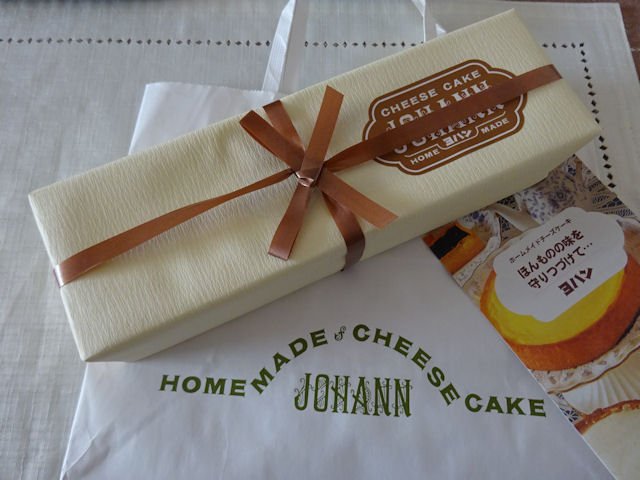 CHEESE CAKE
HOME ヨハン MADE
ホームメイドチーズケーキ
ほんものの味を
守りつづけて…
ヨハン
HOME MADE & CHEESE CAKE
JOHANN